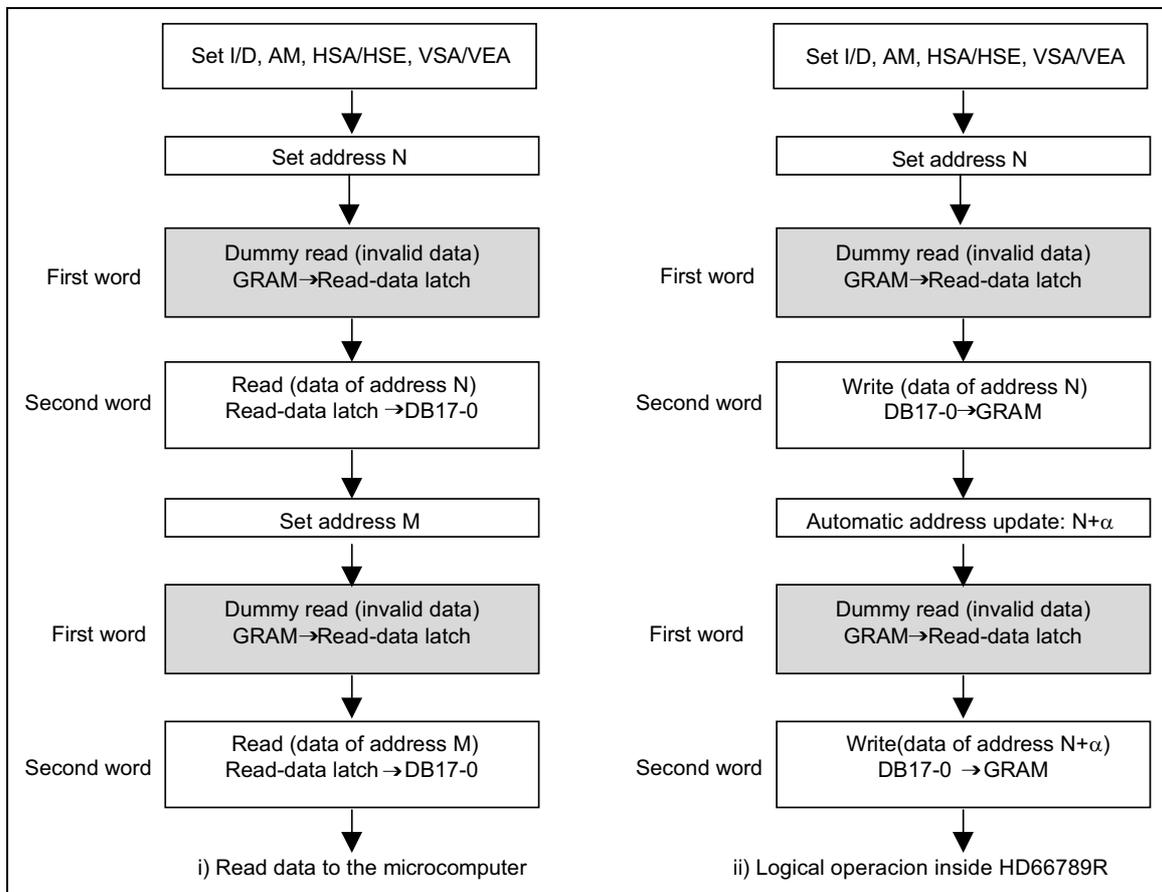 Set I/D, AM, HSA/HSE, VSA/VEA
Set address N
First word
Dummy read (invalid data)
GRAM→Read-data latch
Second word
Read (data of address N)
Read-data latch →DB17-0
Set address M
First word
Dummy read (invalid data)
GRAM→Read-data latch
Second word
Read (data of address M)
Read-data latch →DB17-0
i) Read data to the microcomputer
Set I/D, AM, HSA/HSE, VSA/VEA
Set address N
First word
Dummy read (invalid data)
GRAM→Read-data latch
Second word
Write (data of address N)
DB17-0→GRAM
Automatic address update: N+α
First word
Dummy read (invalid data)
GRAM→Read-data latch
Second word
Write(data of address N+α)
DB17-0 →GRAM
ii) Logical operacion inside HD66789R